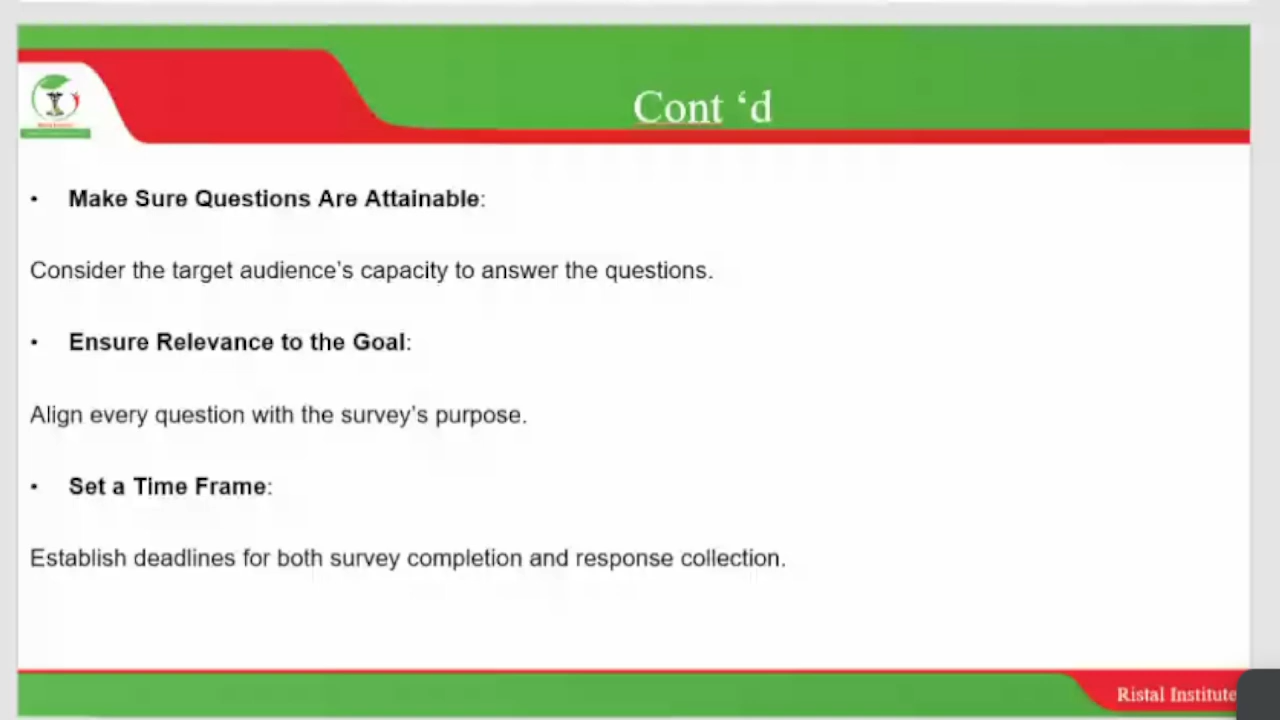 Cont ‘d
• Make Sure Questions Are Attainable:
Consider the target audience’s capacity to answer the questions.
• Ensure Relevance to the Goal:
Align every question with the survey’s purpose.
• Set a Time Frame:
Establish deadlines for both survey completion and response collection.
Ristal Institute